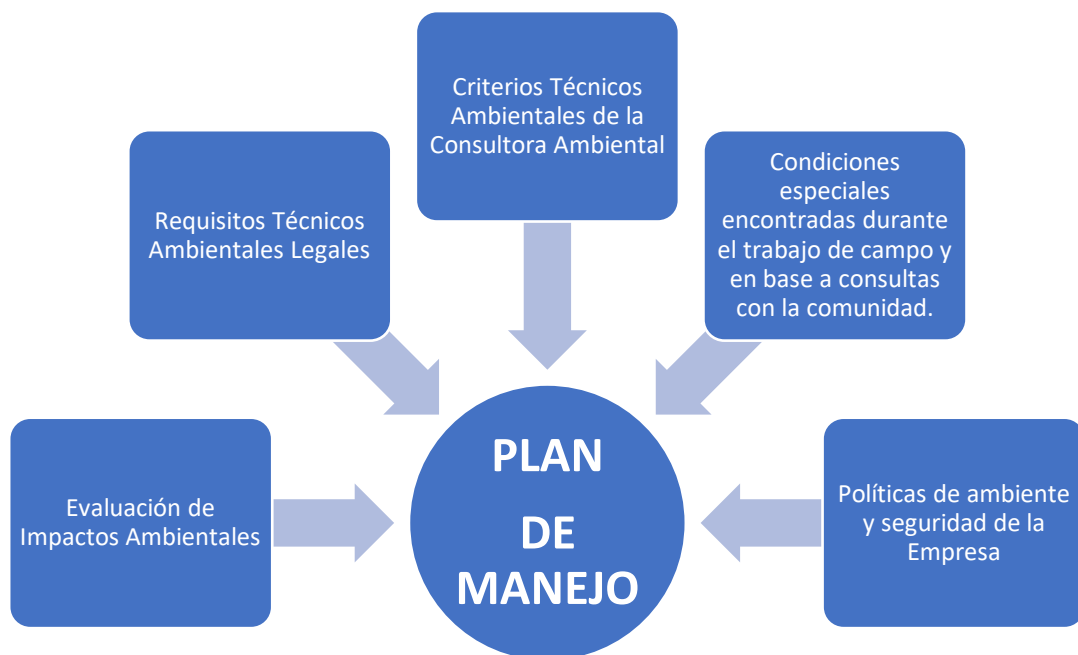 Criterios Técnicos
Ambientales de la
Consultora Ambiental
Requisitos Técnicos
Ambientales Legales
Condiciones
especiales
encontradas durante
el trabajo de campo y
en base a consultas
con la comunidad.
Evaluación de
Impactos Ambientales
PLAN
DE
MANEJO
Políticas de ambiente
y seguridad de la
Empresa